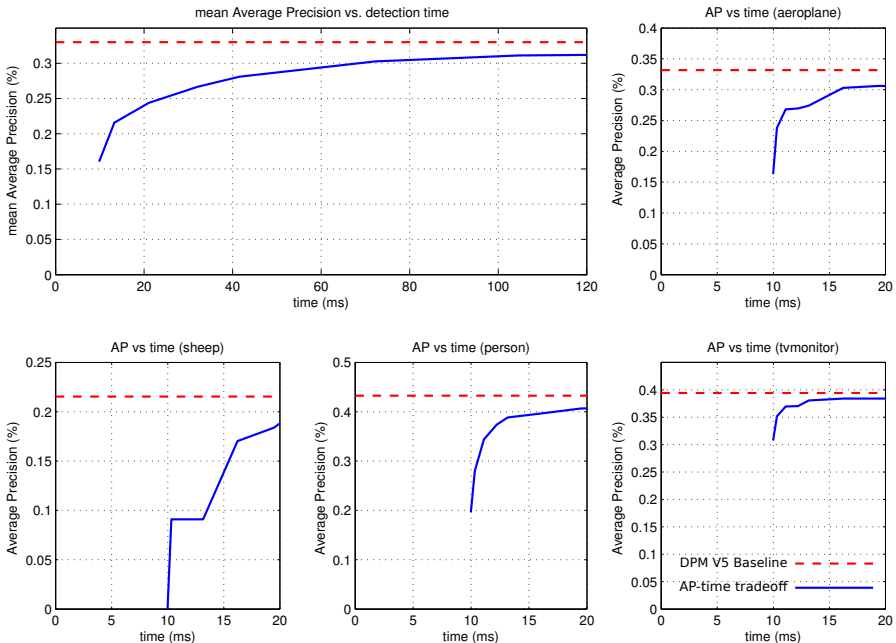 mean Average Precision vs. detection time
mean Average Precision (%)
0.3
0.25
0.2
0.15
0.1
0.05
0
0 20 40 60 80 100 120
time (ms)
AP vs time (aeroplane)
Average Precision (%)
0.4
0.35
0.3
0.25
0.2
0.15
0.1
0.05
0
0 5 10 15 20
time (ms)
AP vs time (sheep)
Average Precision (%)
0.25
0.2
0.15
0.1
0.05
0
0 5 10 15 20
time (ms)
AP vs time (person)
Average Precision (%)
0.5
0.4
0.3
0.2
0.1
0
0 5 10 15 20
time (ms)
AP vs time (tvmonitor)
Average Precision (%)
0.4
0.35
0.3
0.25
0.2
0.15
0.1
0.05
0
DPM V5 Baseline
AP-time tradeoff
0 5 10 15 20
time (ms)